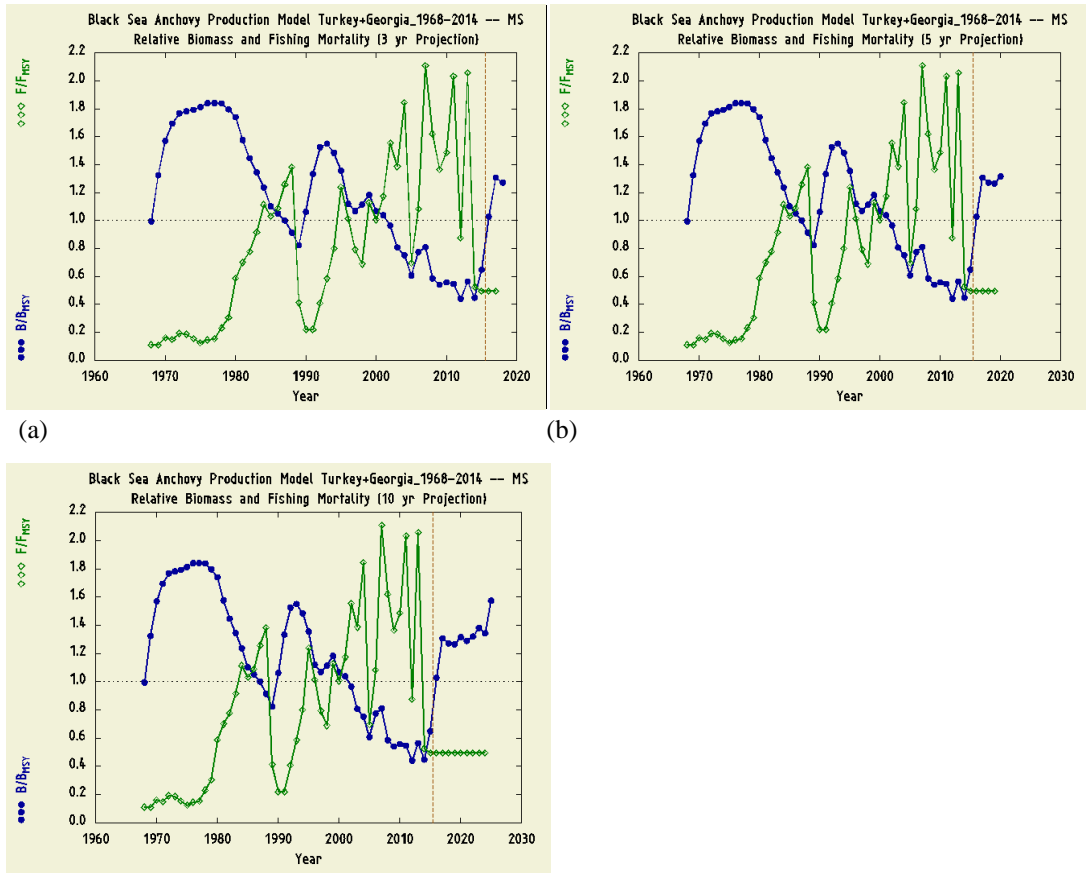 Black Sea Anchovy Production Model Turkey+Georgia_1968-2014 -- MS
Relative Biomass and Fishing Mortality (3 yr Projection)
F/FMSY
B/BMSY
2.2
2.0
1.8
1.6
1.4
1.2
1.0
0.8
0.6
0.4
0.2
0.0
1960 1970 1980 1990 2000 2010 2020
Year
(a)
Black Sea Anchovy Production Model Turkey+Georgia_1968-2014 -- MS
Relative Biomass and Fishing Mortality (5 yr Projection)
F/FMSY
B/BMSY
2.2
2.0
1.8
1.6
1.4
1.2
1.0
0.8
0.6
0.4
0.2
0.0
1960 1970 1980 1990 2000 2010 2020 2030
Year
(b)
Black Sea Anchovy Production Model Turkey+Georgia_1968-2014 -- MS
Relative Biomass and Fishing Mortality (10 yr Projection)
F/FMSY
B/BMSY
2.2
2.0
1.8
1.6
1.4
1.2
1.0
0.8
0.6
0.4
0.2
0.0
1960 1970 1980 1990 2000 2010 2020 2030
Year